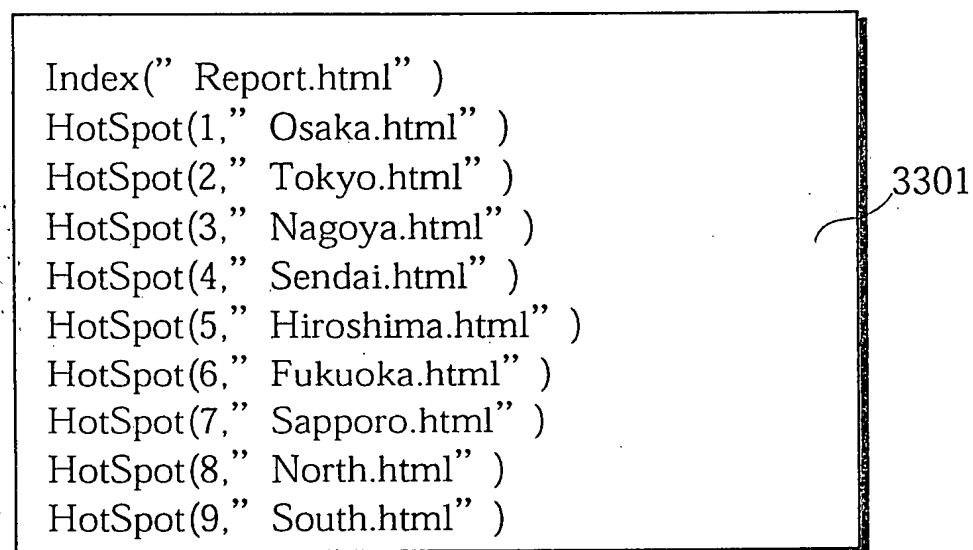 Index(” Report.html” )
HotSpot(1,” Osaka.html” )
HotSpot(2,” Tokyo.html” )
HotSpot(3,” Nagoya.html” )
HotSpot(4,” Sendai.html” )
HotSpot(5,” Hiroshima.html” )
HotSpot(6,” Fukuoka.html” )
HotSpot(7,” Sapporo.html” )
HotSpot(8,” North.html” )
HotSpot(9,” South.html” )
3301